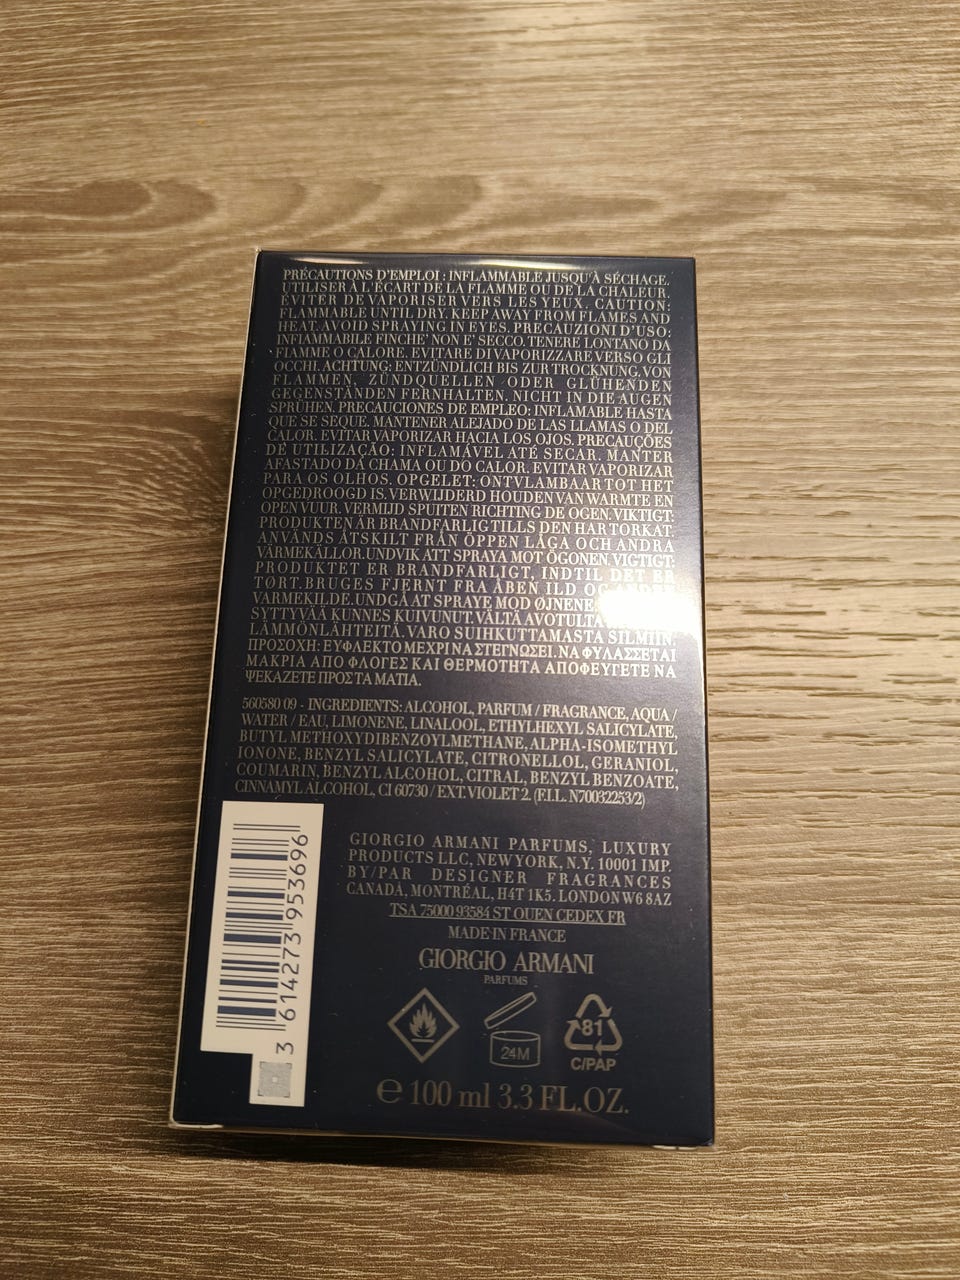 PRÉCAUTIONS D'EMPLOI : INFLAMMABLE JUSQU'À SÉCHAGE.
UTILISER À L'ÉCART DE LA FLAMME OU DE LA CHALEUR.
ÉVITER DE VAPORISER VERS LES YEUX. CAUTION:
FLAMMABLE UNTIL DRY. KEEP AWAY FROM FLAMES AND
HEAT. AVOID SPRAYING IN EYES. PRECAUZIONI D'USO:
INFIAMMABILE FINCHE' NON E' SECCO. TENERE LONTANO DA
FIAMME O CALORE. EVITARE DI VAPORIZZARE VERSO GLI
OCCHI. ACHTUNG: ENTZÜNDLICH BIS ZUR TROCKNUNG. VON
FLAMMEN, ZÜNDQUELLEN ODER GLÜHENDEN
GEGENSTÄNDEN FERNHALTEN. NICHT IN DIE AUGEN
SPRÜHEN. PRECAUCIONES DE EMPLEO: INFLAMABLE HASTA
QUE SE SEQUE. MANTENER ALEJADO DE LAS LLAMAS O DEL
CALOR. EVITAR VAPORIZAR HACIA LOS OJOS. PRECAUÇÕES
DE UTILIZAÇÃO: INFLAMÁVEL ATÉ SECAR. MANTER
AFASTADO DA CHAMA OU DO CALOR. EVITAR VAPORIZAR
PARA OS OLHOS. OPGELET: ONTVLAMBAAR TOT HET
OPGEDROOGD IS. VERWIJDERD HOUDEN VAN WARMTE EN
OPEN VUUR. VERMIJD SPUITEN RICHTING DE OGEN. VIKTIGT:
PRODUKTEN ÄR BRANDFARLIG TILLS DEN HAR TORKAT.
ANVÄNDS ÅTSKILT FRÅN ÖPPEN LÅGA OCH ANDRA
VÄRMEKÄLLOR. UNDVIK ATT SPRAYA MOT ÖGONEN. VIGTIGT:
PRODUKTET ER BRANDFARLIGT, INDTIL DET ER
TØRT. BRUGES FJERNT FRA ÅBEN ILD OG
VARMEKILDE. UNDGÅ AT SPRAYE MOD ØJNENE.
SYTTYVÄÄ KUNNES KUIVUNUT. VÄLTÄ AVOTULTA
LÄMMÖNLÄHTEITÄ. VARO SUIHKUTTAMASTA SILMIIN.
ΠΡΟΣΟΧΗ: ΕΥΦΛΕΚΤΟ ΜΕΧΡΙ ΝΑ ΣΤΕΓΝΩΣΕΙ. ΝΑ ΦΥΛΑΣΣΕΤΑΙ
ΜΑΚΡΙΑ ΑΠΟ ΦΛΟΓΕΣ ΚΑΙ ΘΕΡΜΟΤΗΤΑ ΑΠΟΦΕΥΓΕΤΕ ΝΑ
ΨΕΚΑΖΕΤΕ ΠΡΟΣ ΤΑ ΜΑΤΙΑ.
560580 09 - INGREDIENTS: ALCOHOL, PARFUM / FRAGRANCE, AQUA /
WATER / EAU, LIMONENE, LINALOOL, ETHYLHEXYL SALICYLATE,
BUTYL METHOXYDIBENZOYLMETHANE, ALPHA-ISOMETHYL
IONONE, BENZYL SALICYLATE, CITRONELLOL, GERANIOL,
COUMARIN, BENZYL ALCOHOL, CITRAL, BENZYL BENZOATE,
CINNAMYL ALCOHOL, CI 60730 / EXT. VIOLET 2. (F.I.L. N70032253/2)
GIORGIO ARMANI PARFUMS, LUXURY
PRODUCTS LLC, NEW YORK, N.Y. 10001 IMP.
BY/PAR DESIGNER FRAGRANCES
CANADA, MONTRÉAL, H4T 1K5. LONDON W6 8AZ
TSA 75000 93584 ST OUEN CEDEX FR
MADE IN FRANCE
GIORGIO ARMANI
PARFUMS
24M
81
C/PAP
℮ 100 ml 3.3 FL.OZ.
3 614273 953696